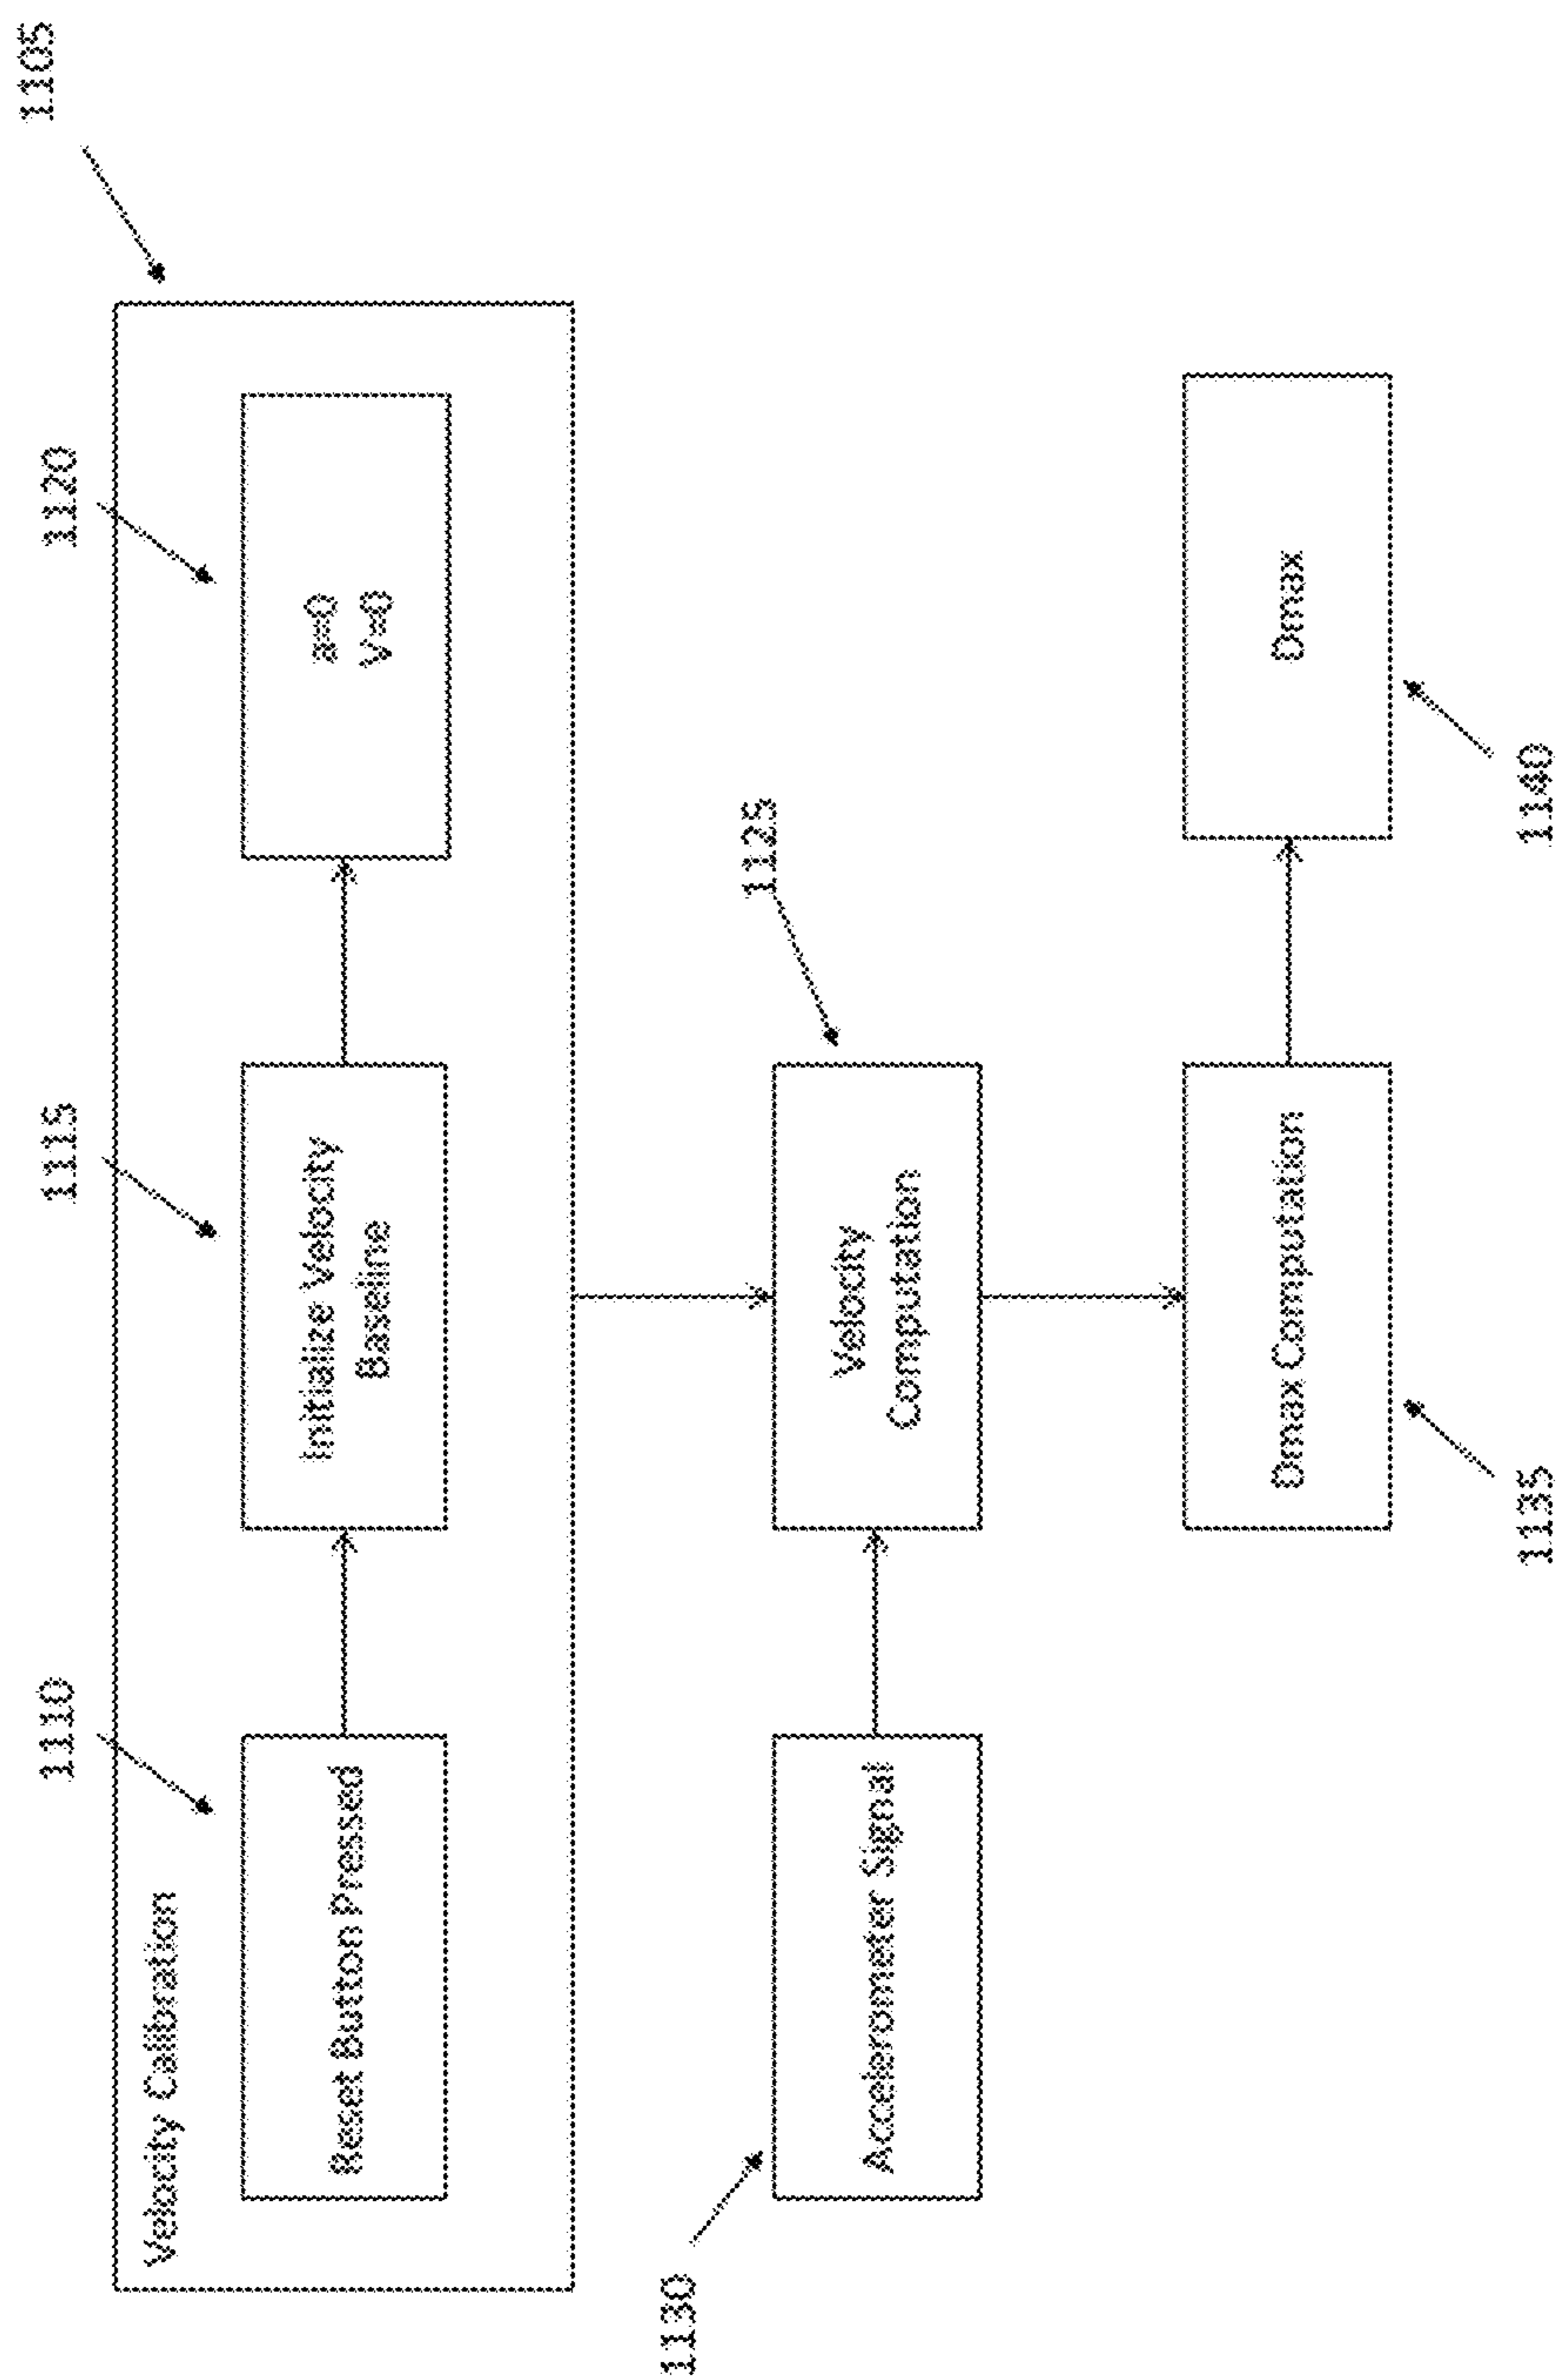 1105
Velocity Calibration
1110
1115
1120
Reset Button Pressed
Initialize Velocity
Baseline
a=0
V=0
1125
1130
Accelerometer Signal
Velocity
Computation
Dmax Computation
Dmax
1135
1140